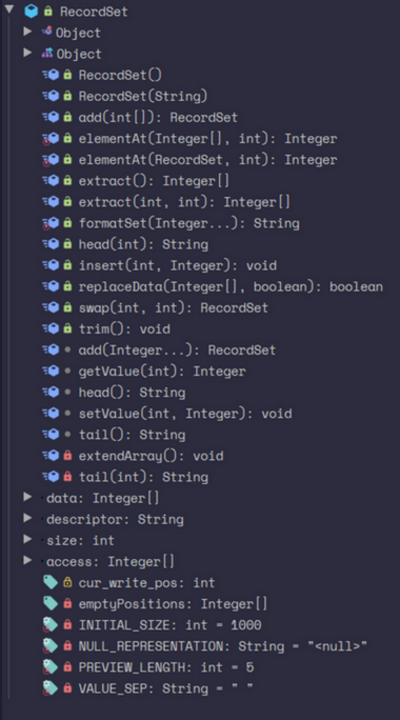 RecordSet
Object
Object
RecordSet()
RecordSet(String)
add(int[]): RecordSet
elementAt(Integer[], int): Integer
elementAt(RecordSet, int): Integer
extract(): Integer[]
extract(int, int): Integer[]
formatSet(Integer...): String
head(int): String
insert(int, Integer): void
replaceData(Integer[], boolean): boolean
swap(int, int): RecordSet
trim(): void
add(Integer...): RecordSet
getValue(int): Integer
head(): String
setValue(int, Integer): void
tail(): String
extendArray(): void
tail(int): String
data: Integer[]
descriptor: String
size: int
access: Integer[]
cur_write_pos: int
emptyPositions: Integer[]
INITIAL_SIZE: int = 1000
NULL_REPRESENTATION: String = "<null>"
PREVIEW_LENGTH: int = 5
VALUE_SEP: String = " "